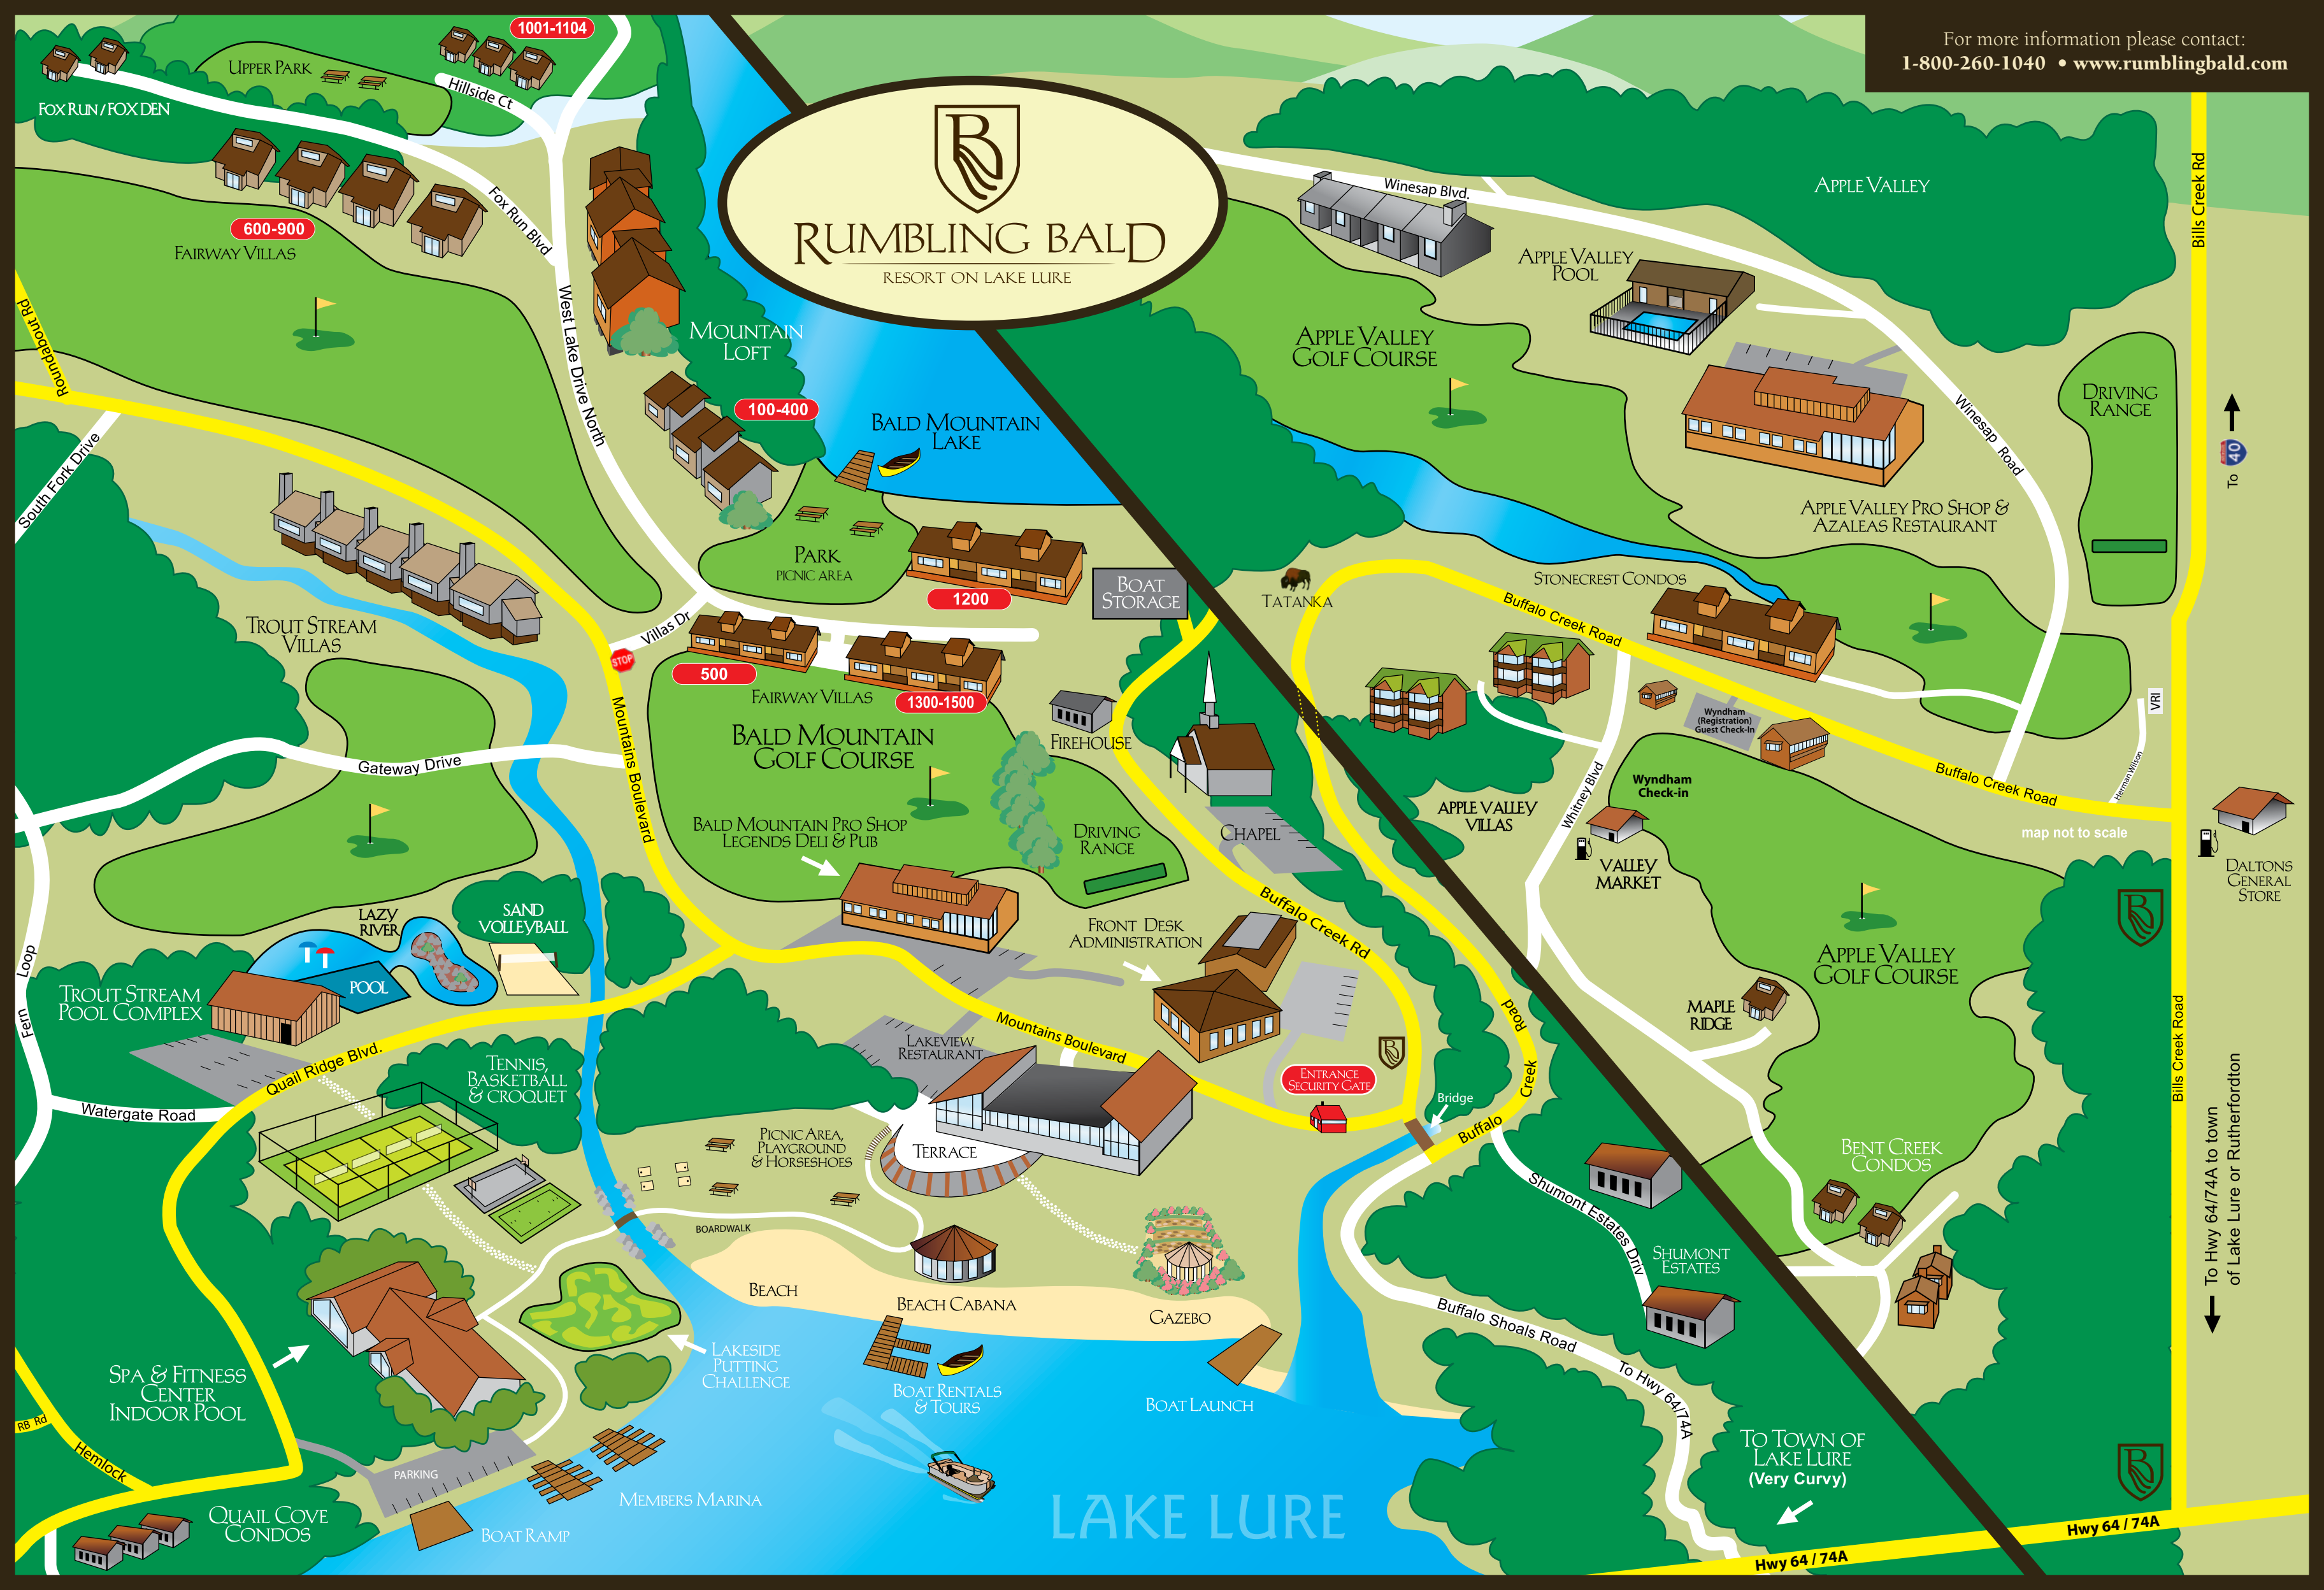 For more information please contact:
1-800-260-1040 • www.rumblingbald.com
B
RUMBLING BALD
RESORT ON LAKE LURE
1001-1104
UPPER PARK
Hillside Ct
FOX RUN / FOX DEN
600-900
FAIRWAY VILLAS
Fox Run Blvd
West Lake Drive North
MOUNTAIN
LOFT
100-400
BALD MOUNTAIN
LAKE
Roundabout Rd
South Fork Drive
PARK
PICNIC AREA
1200
BOAT
STORAGE
TROUT STREAM
VILLAS
Villas Dr
STOP
500
FAIRWAY VILLAS
1300-1500
BALD MOUNTAIN
GOLF COURSE
FIREHOUSE
Gateway Drive
Mountains Boulevard
BALD MOUNTAIN PRO SHOP
LEGENDS DELI & PUB
DRIVING
RANGE
CHAPEL
Buffalo Creek Rd
FRONT DESK
ADMINISTRATION
LAZY
RIVER
SAND
VOLLEYBALL
POOL
TROUT STREAM
POOL COMPLEX
Fern Loop
Quail Ridge Blvd.
Watergate Road
TENNIS,
BASKETBALL
& CROQUET
LAKEVIEW
RESTAURANT
Mountains Boulevard
ENTRANCE
SECURITY GATE
Bridge
Buffalo Creek Road
PICNIC AREA,
PLAYGROUND
& HORSESHOES
TERRACE
BOARDWALK
BEACH
BEACH CABANA
GAZEBO
LAKESIDE
PUTTING
CHALLENGE
BOAT RENTALS
& TOURS
BOAT LAUNCH
SPA & FITNESS
CENTER
INDOOR POOL
RB Rd
Hemlock
PARKING
MEMBERS MARINA
QUAIL COVE
CONDOS
BOAT RAMP
LAKE LURE
Shumont Estates Driv
SHUMONT
ESTATES
Buffalo Shoals Road
To Hwy 64/74A
TO TOWN OF
LAKE LURE
(Very Curvy)
Hwy 64 / 74A
Hwy 64 / 74A
Winesap Blvd.
APPLE VALLEY
APPLE VALLEY
POOL
APPLE VALLEY
GOLF COURSE
Winesap Road
DRIVING
RANGE
APPLE VALLEY PRO SHOP &
AZALEAS RESTAURANT
Bills Creek Rd
To 40
TATANKA
STONECREST CONDOS
Buffalo Creek Road
Wyndham
(Registration)
Guest Check-In
Buffalo Creek Road
VRI
Herman Wilson
APPLE VALLEY
VILLAS
Whitney Blvd
Wyndham
Check-in
VALLEY
MARKET
map not to scale
DALTONS
GENERAL
STORE
APPLE VALLEY
GOLF COURSE
MAPLE
RIDGE
BENT CREEK
CONDOS
Bills Creek Road
To Hwy 64/74A to town
of Lake Lure or Rutherfordton